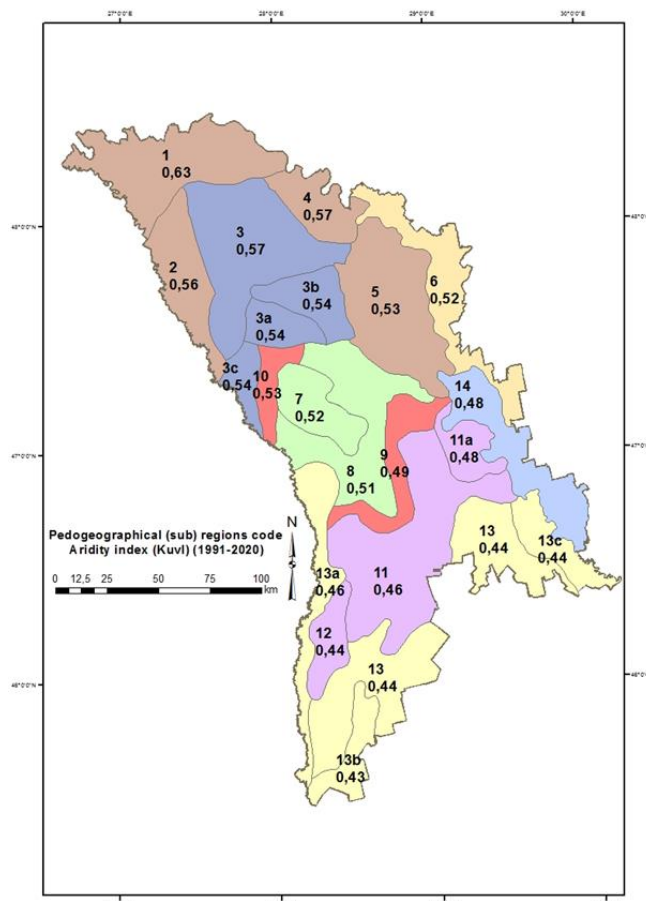 27°0'0"E 28°0'0"E 29°0'0"E 30°0'0"E
1
0,63
4
0,57
48°0'0"N 48°0'0"N
3
0,57
2
0,56
3b
0,54
5
0,53
6
0,52
3a
0,54
3c
0,54
10
0,53
14
0,48
7
0,52
11a
0,48
47°0'0"N 47°0'0"N
9
0,49
8
0,51
Pedogeographical (sub) regions code
Aridity index (Kuvl) (1991-2020)
N
0 12,5 25 50 75 100
km
13
0,44
13c
0,44
13a
0,46
11
0,46
12
0,44
13
0,44
46°0'0"N 46°0'0"N
13b
0,43